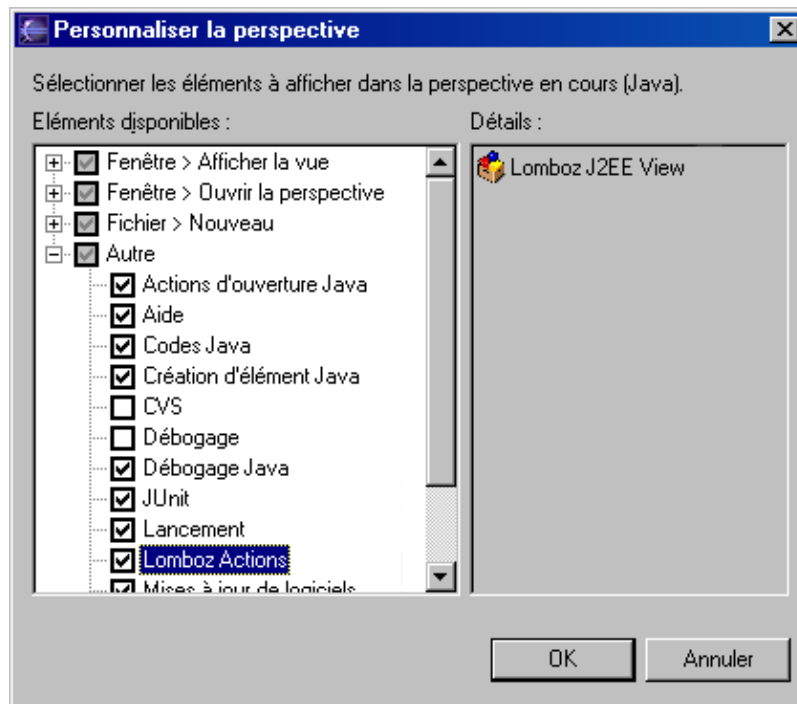 Personnaliser la perspective
Sélectionner les éléments à afficher dans la perspective en cours (Java).
Eléments disponibles :
Fenêtre > Afficher la vue
Fenêtre > Ouvrir la perspective
Fichier > Nouveau
Autre
Actions d'ouverture Java
Aide
Codes Java
Création d'élément Java
CVS
Débogage
Débogage Java
JUnit
Lancement
Lomboz Actions
Mises à jour de logiciels
Détails :
Lomboz J2EE View
OK
Annuler